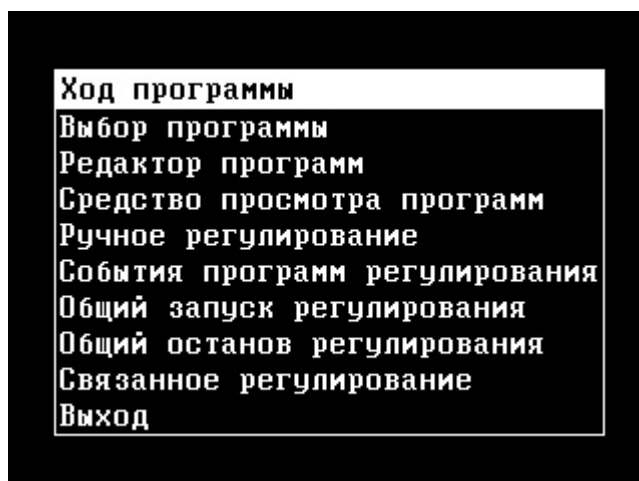 Ход программы
Выбор программы
Редактор программ
Средство просмотра программ
Ручное регулирование
События программ регулирования
Общий запуск регулирования
Общий останов регулирования
Связанное регулирование
Выход